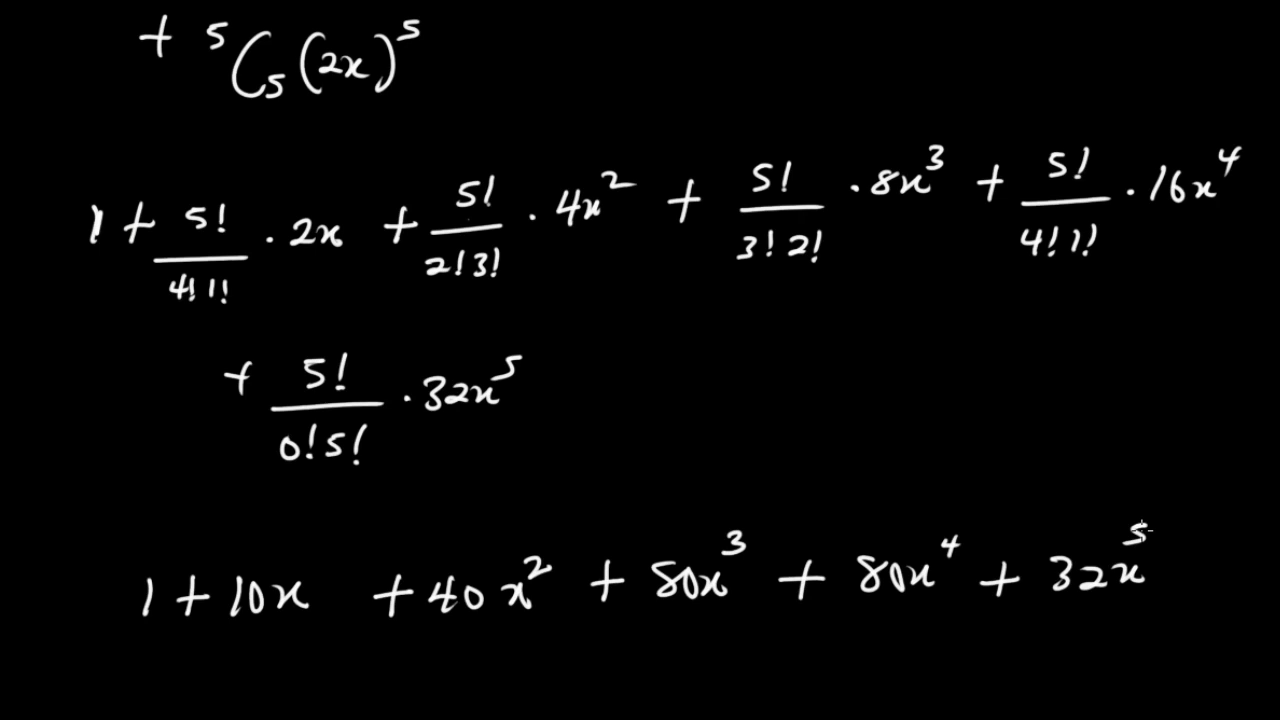 + ⁵C₅(2x)⁵
1 + 5!/4!1! · 2x + 5!/2!3! · 4x² + 5!/3!2! · 8x³ + 5!/4!1! · 16x⁴
+ 5!/0!5! · 32x⁵
1 + 10x + 40x² + 80x³ + 80x⁴ + 32x⁵